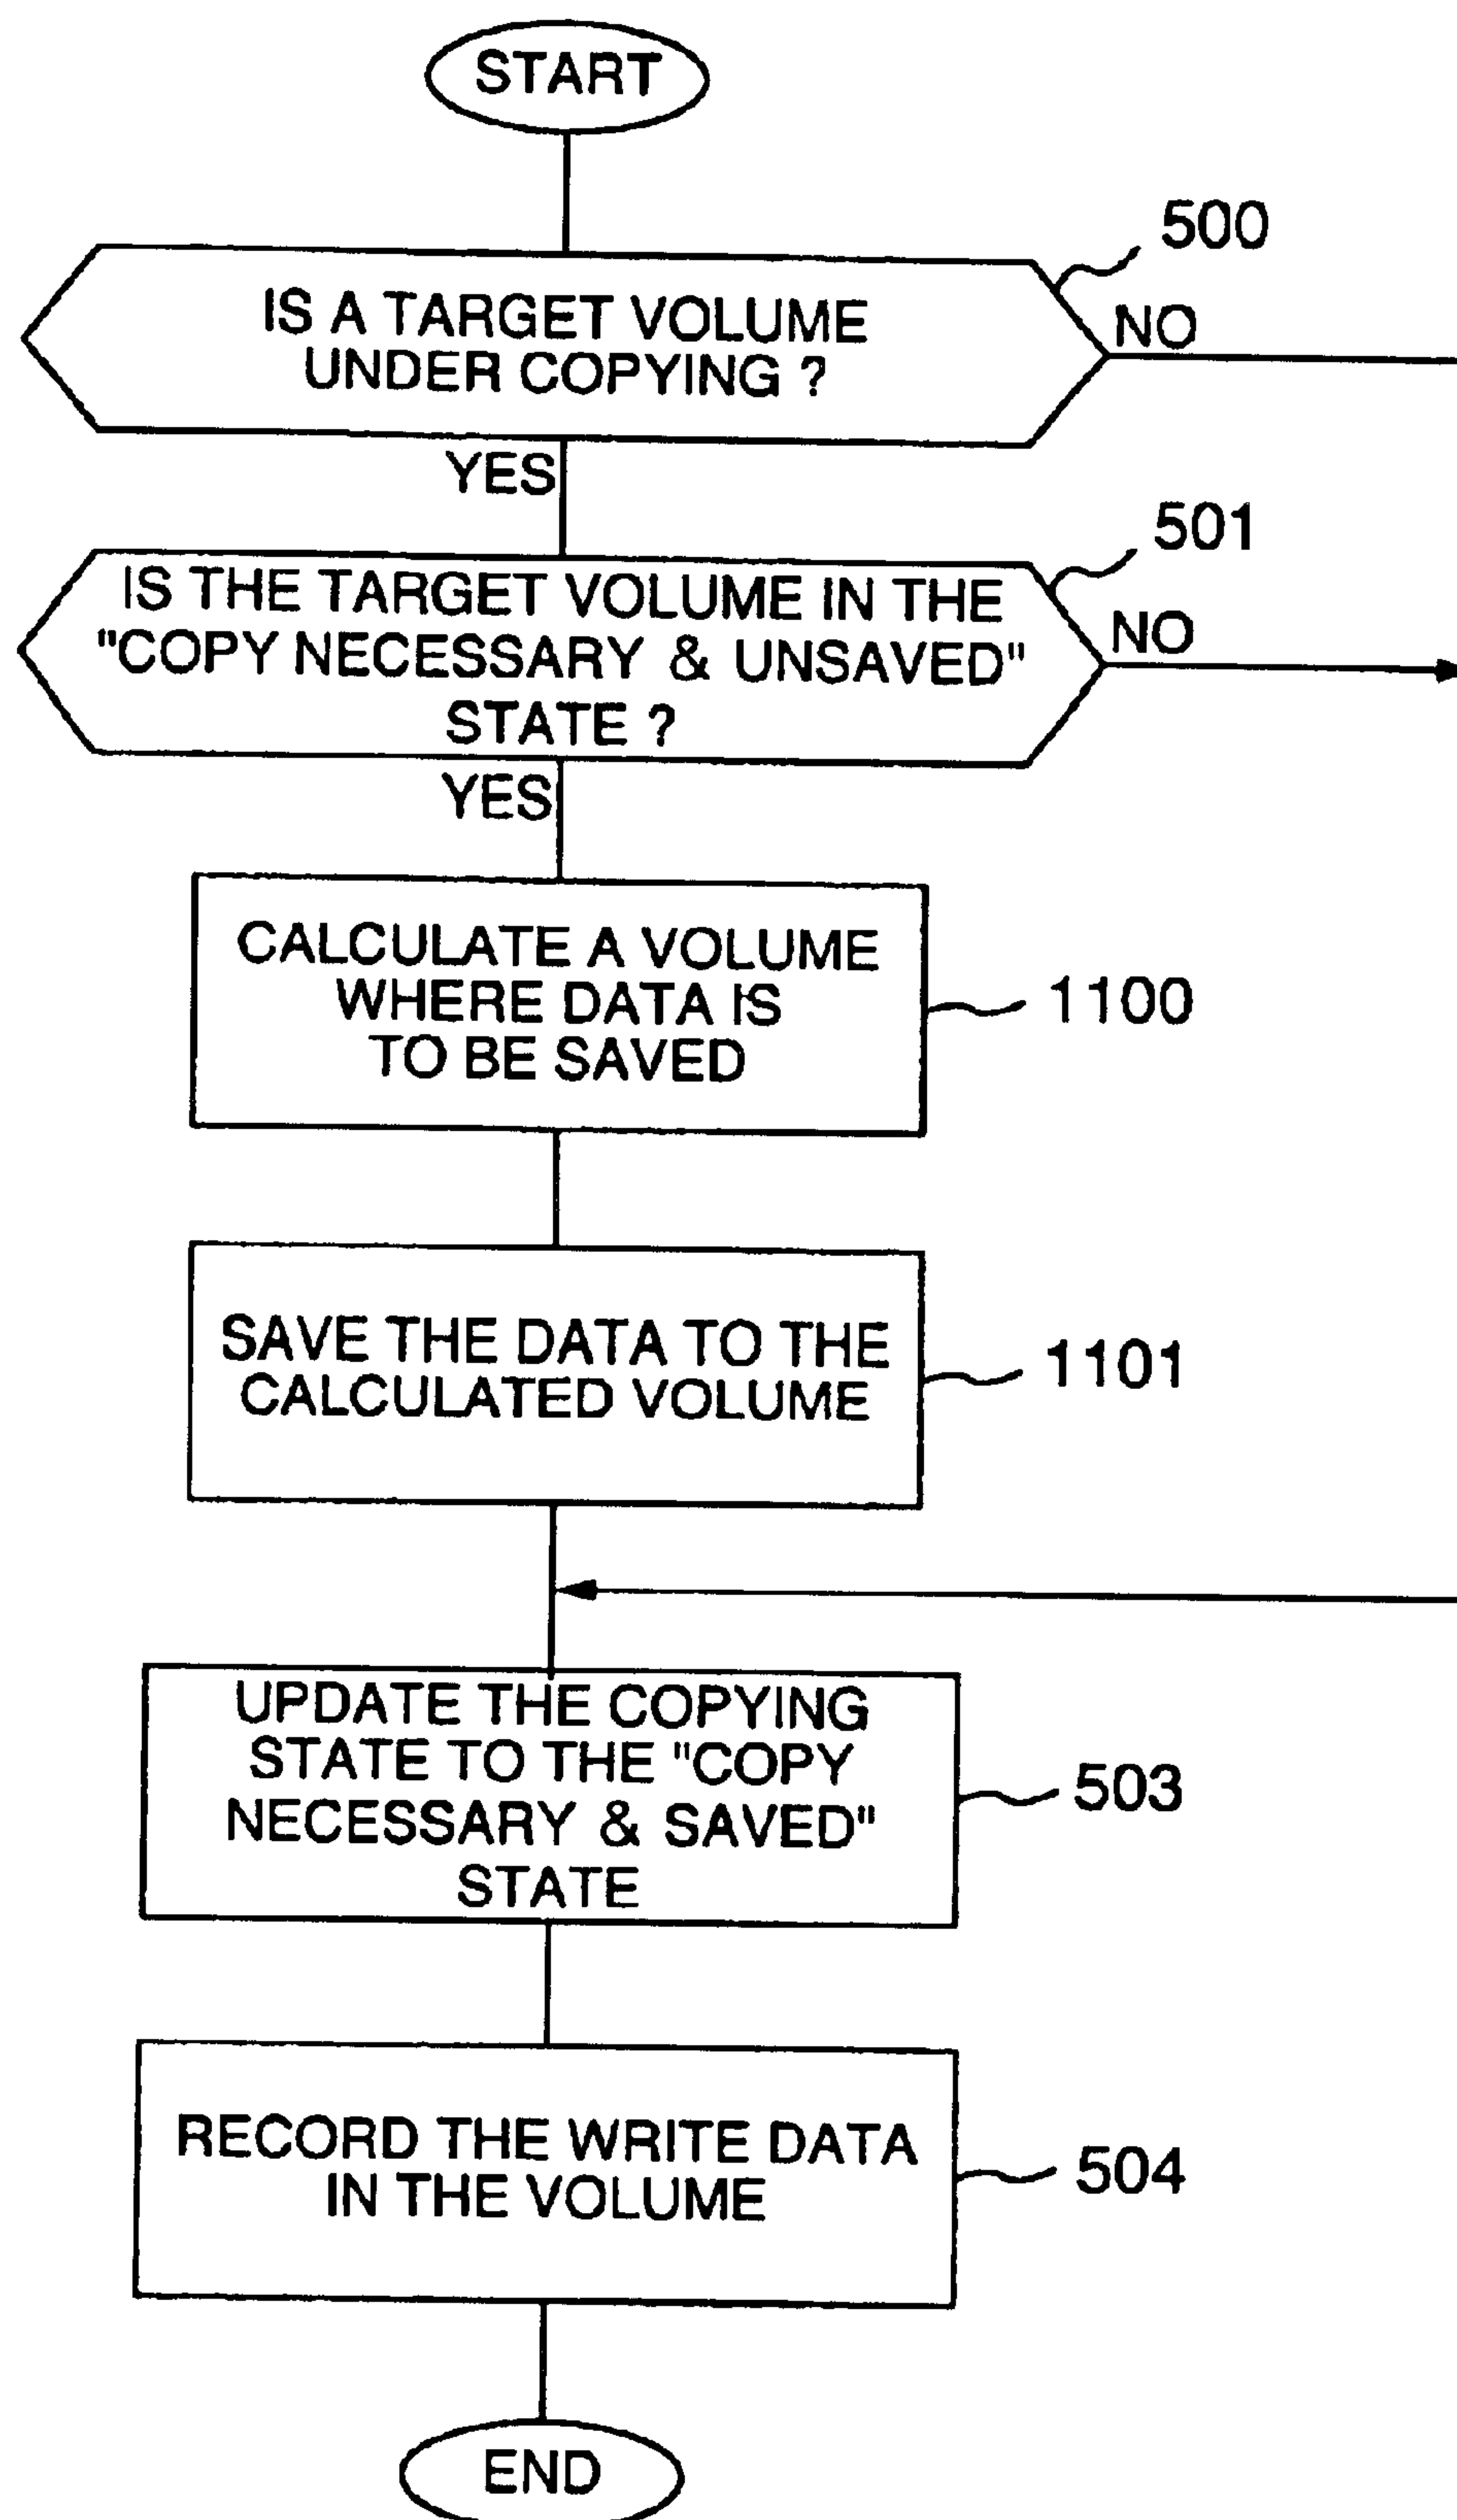 START
500
IS A TARGET VOLUME
UNDER COPYING ?
NO
YES
501
IS THE TARGET VOLUME IN THE
"COPY NECESSARY & UNSAVED"
STATE ?
NO
YES
CALCULATE A VOLUME
WHERE DATA IS
TO BE SAVED
1100
SAVE THE DATA TO THE
CALCULATED VOLUME
1101
UPDATE THE COPYING
STATE TO THE "COPY
NECESSARY & SAVED"
STATE
503
RECORD THE WRITE DATA
IN THE VOLUME
504
END